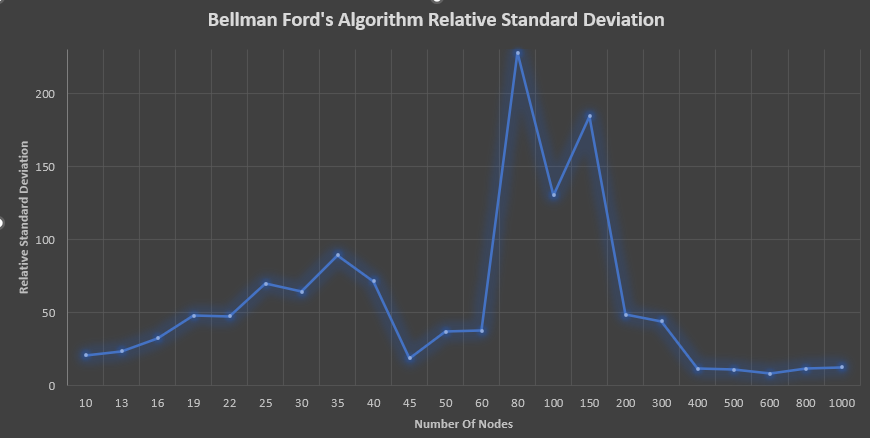 Bellman Ford's Algorithm Relative Standard Deviation
Relative Standard Deviation
200
150
100
50
0
10 13 16 19 22 25 30 35 40 45 50 60 80 100 150 200 300 400 500 600 800 1000
Number Of Nodes